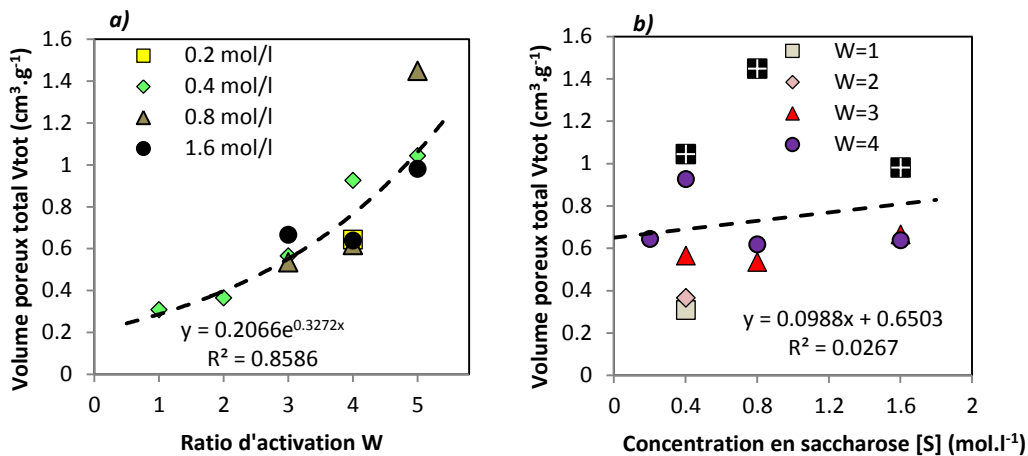 a)
Volume poreux total Vtot (cm³.g⁻¹)
1.6
1.4
1.2
1
0.8
0.6
0.4
0.2
0
0.2 mol/l
0.4 mol/l
0.8 mol/l
1.6 mol/l
y = 0.2066e^0.3272x
R² = 0.8586
0 1 2 3 4 5
Ratio d'activation W
b)
Volume poreux total Vtot (cm³.g⁻¹)
1.6
1.4
1.2
1
0.8
0.6
0.4
0.2
0
W=1
W=2
W=3
W=4
y = 0.0988x + 0.6503
R² = 0.0267
0 0.4 0.8 1.2 1.6 2
Concentration en saccharose [S] (mol.l⁻¹)